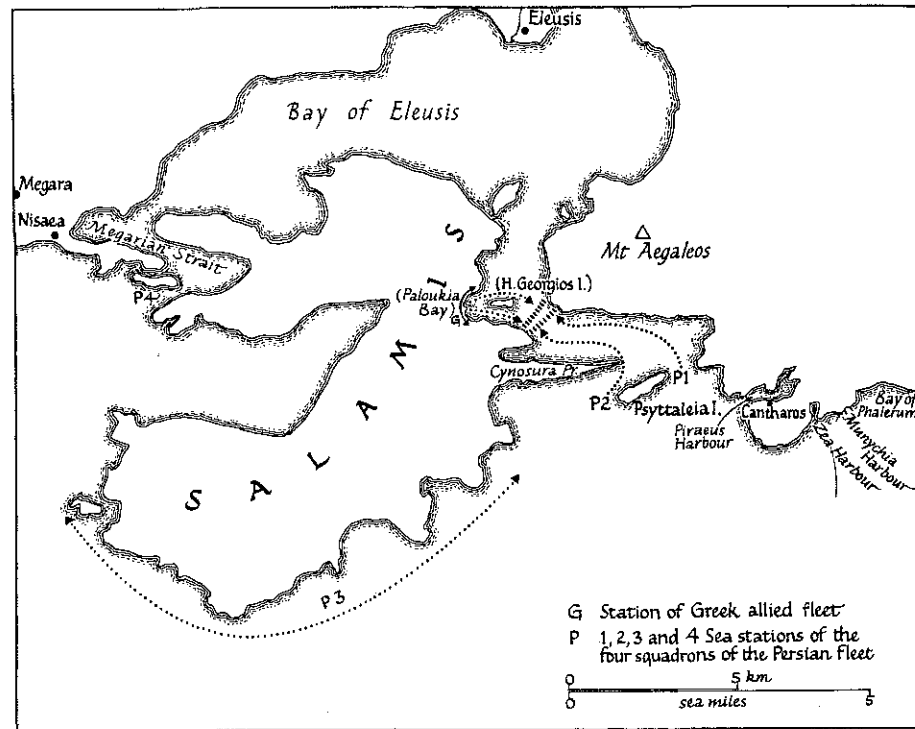 Eleusis
Bay of Eleusis
Megara
Nisaea
Megarian Strait
P4
Mt Aegaleos
(H. Georgios I.)
(Paloukia
Bay)
G
SALAMIS
Cynosura Pr.
P1
P2
Psyttaleia I.
Piraeus
Harbour
Cantharos
Bay of
Phalerum
Munychia
Harbour
Zea Harbour
P3
G Station of Greek allied fleet
P 1, 2, 3 and 4 Sea stations of the
four squadrons of the Persian fleet
0 5 km
sea miles
0 5